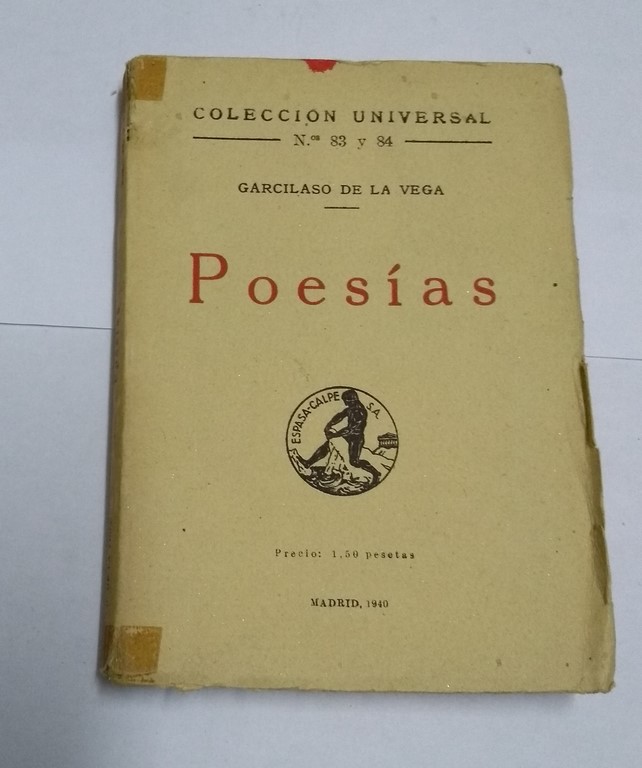 COLECCION UNIVERSAL
N.os 83 y 84
GARCILASO DE LA VEGA
Poesías
ESPASA-CALPE S.A.
Precio: 1,50 pesetas
MADRID, 1940